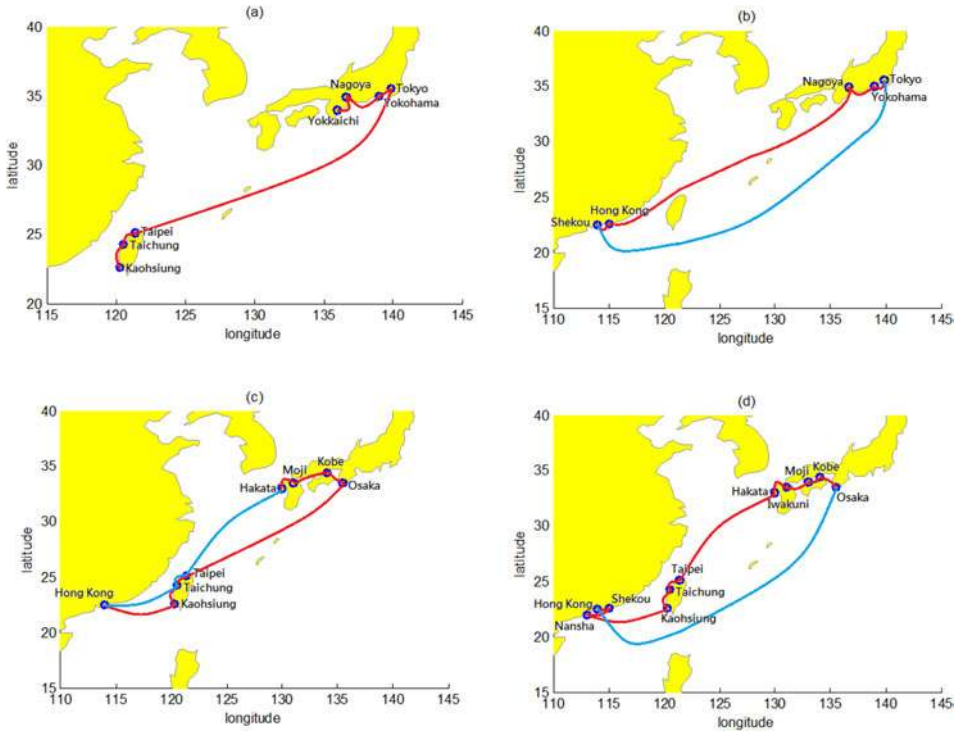 (a)
40
35
30
25
20
latitude
Nagoya
Tokyo
Yokohama
Yokkaichi
Taipei
Taichung
Kaohsiung
115 120 125 130 135 140 145
longitude
(b)
40
35
30
25
20
15
latitude
Nagoya
Tokyo
Yokohama
Hong Kong
Shekou
110 115 120 125 130 135 140 145
longitude
(c)
40
35
30
25
20
15
latitude
Kobe
Moji
Hakata
Osaka
Taipei
Taichung
Hong Kong
Kaohsiung
110 115 120 125 130 135 140 145
longitude
(d)
40
35
30
25
20
15
latitude
Kobe
Moji
Hakata
Iwakuni
Osaka
Taipei
Taichung
Shekou
Hong Kong
Kaohsiung
Nansha
110 115 120 125 130 135 140 145
longitude